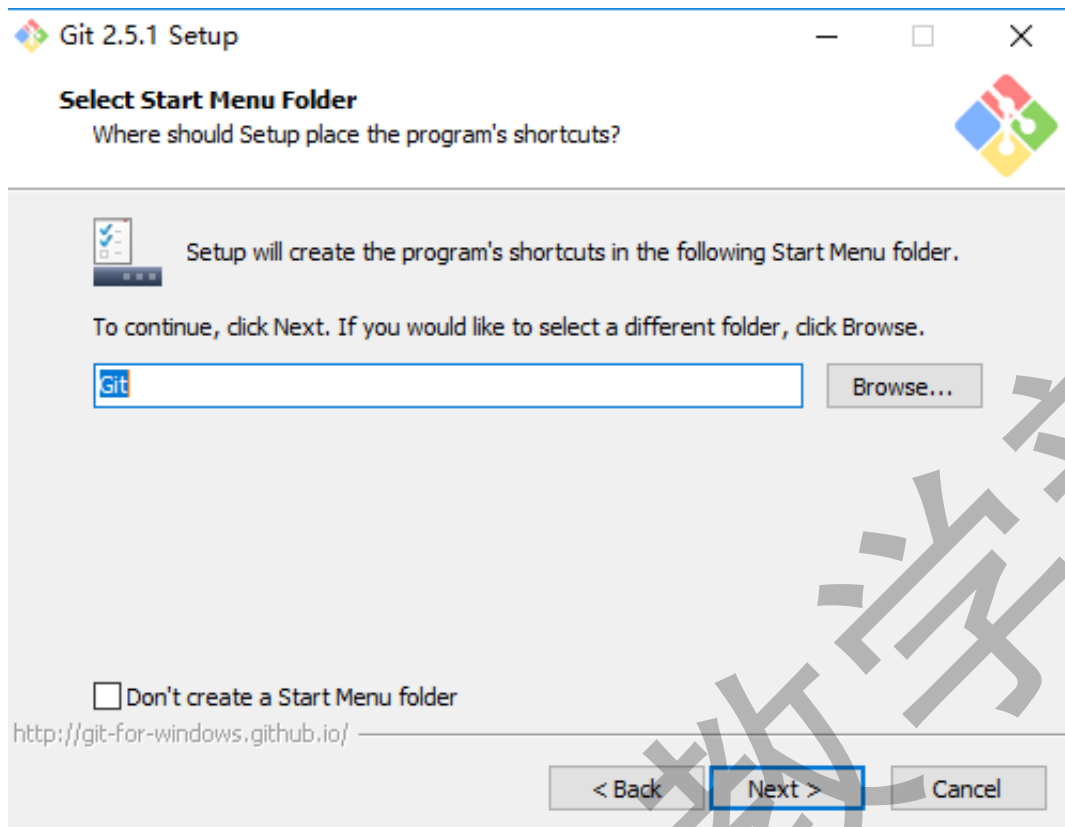 Git 2.5.1 Setup
Select Start Menu Folder
Where should Setup place the program's shortcuts?
Setup will create the program's shortcuts in the following Start Menu folder.
To continue, click Next. If you would like to select a different folder, click Browse.
Git
Browse...
Don't create a Start Menu folder
http://git-for-windows.github.io/
< Back
Next >
Cancel
教学